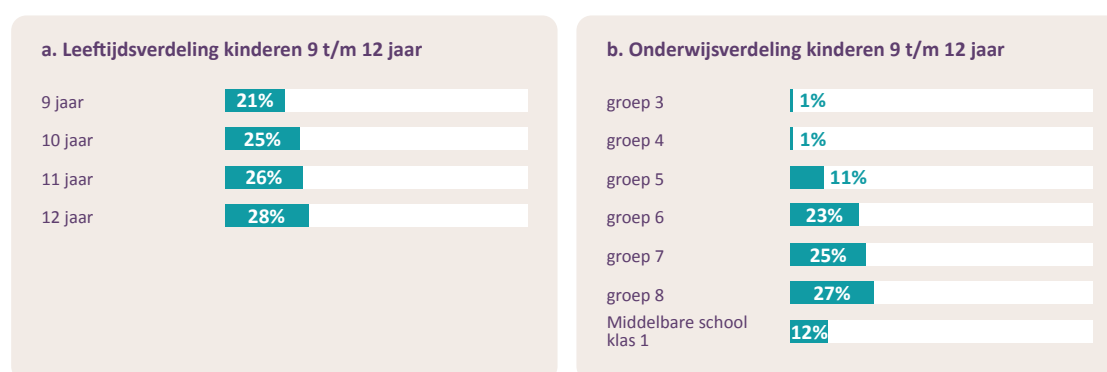 a. Leeftijdsverdeling kinderen 9 t/m 12 jaar
9 jaar 21%
10 jaar 25%
11 jaar 26%
12 jaar 28%
b. Onderwijsverdeling kinderen 9 t/m 12 jaar
groep 3 1%
groep 4 1%
groep 5 11%
groep 6 23%
groep 7 25%
groep 8 27%
Middelbare school
klas 1 12%